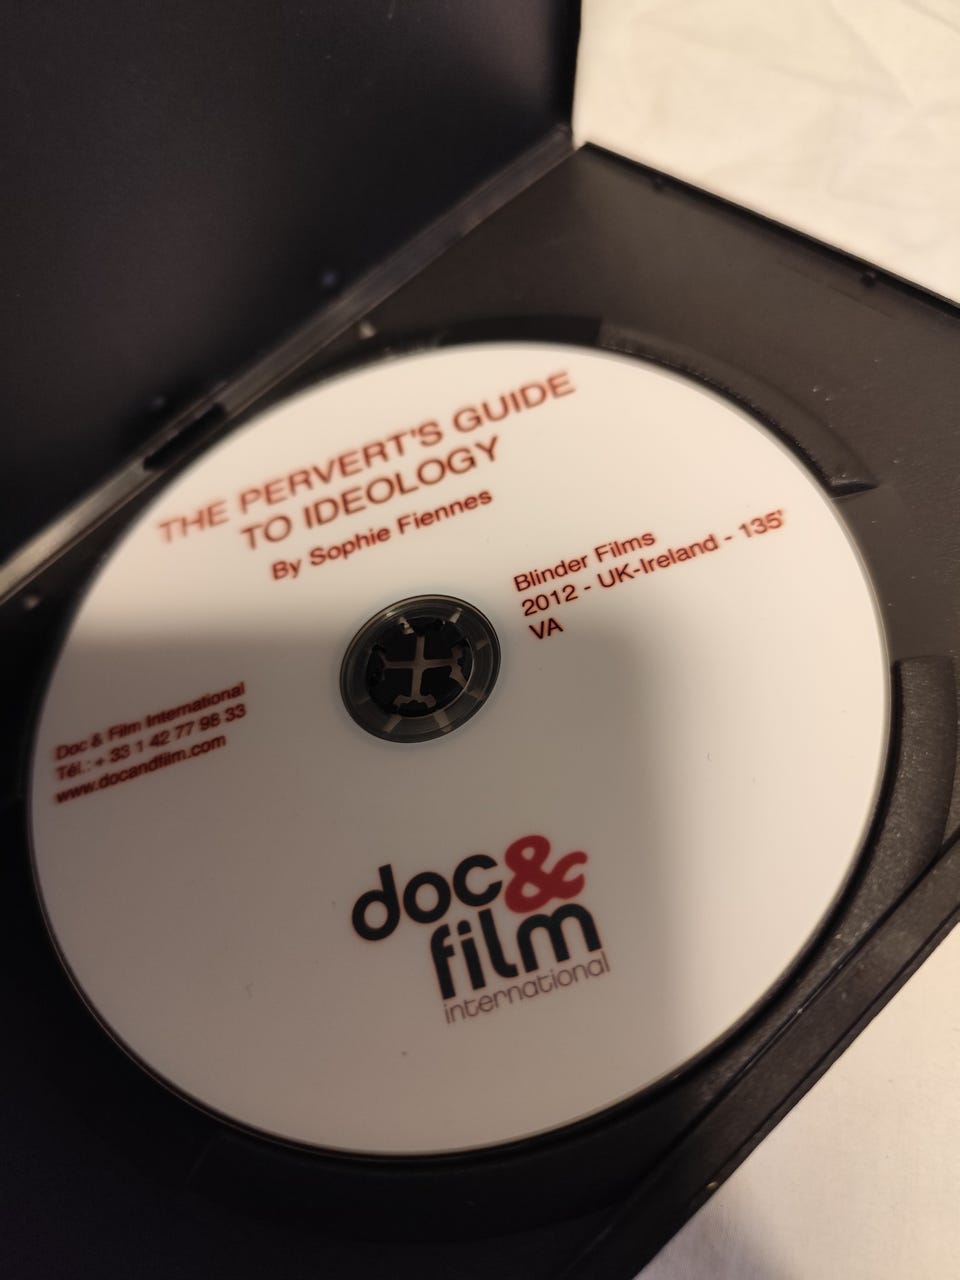 THE PERVERT'S GUIDE
TO IDEOLOGY
By Sophie Fiennes
Blinder Films
2012 - UK-Ireland - 135'
VA
Doc & Film International
Tél.: + 33 1 42 77 98 33
www.docandfilm.com
doc&
film
international